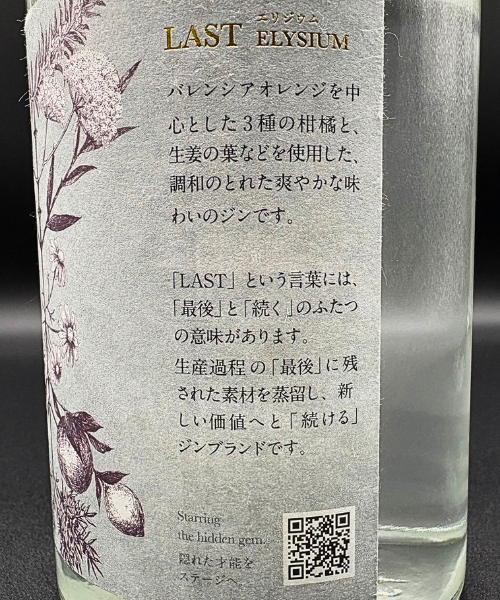 エリジウム
LAST ELYSIUM
バレンシアオレンジを中
心とした3種の柑橘と、
生姜の葉などを使用した、
調和のとれた爽やかな味
わいのジンです。
「LAST」という言葉には、
「最後」と「続く」のふたつ
の意味があります。
生産過程の「最後」に残
された素材を蒸留し、新
しい価値へと「続ける」
ジンブランドです。
Starring
the hidden gem.
隠れた才能を
ステージへ。